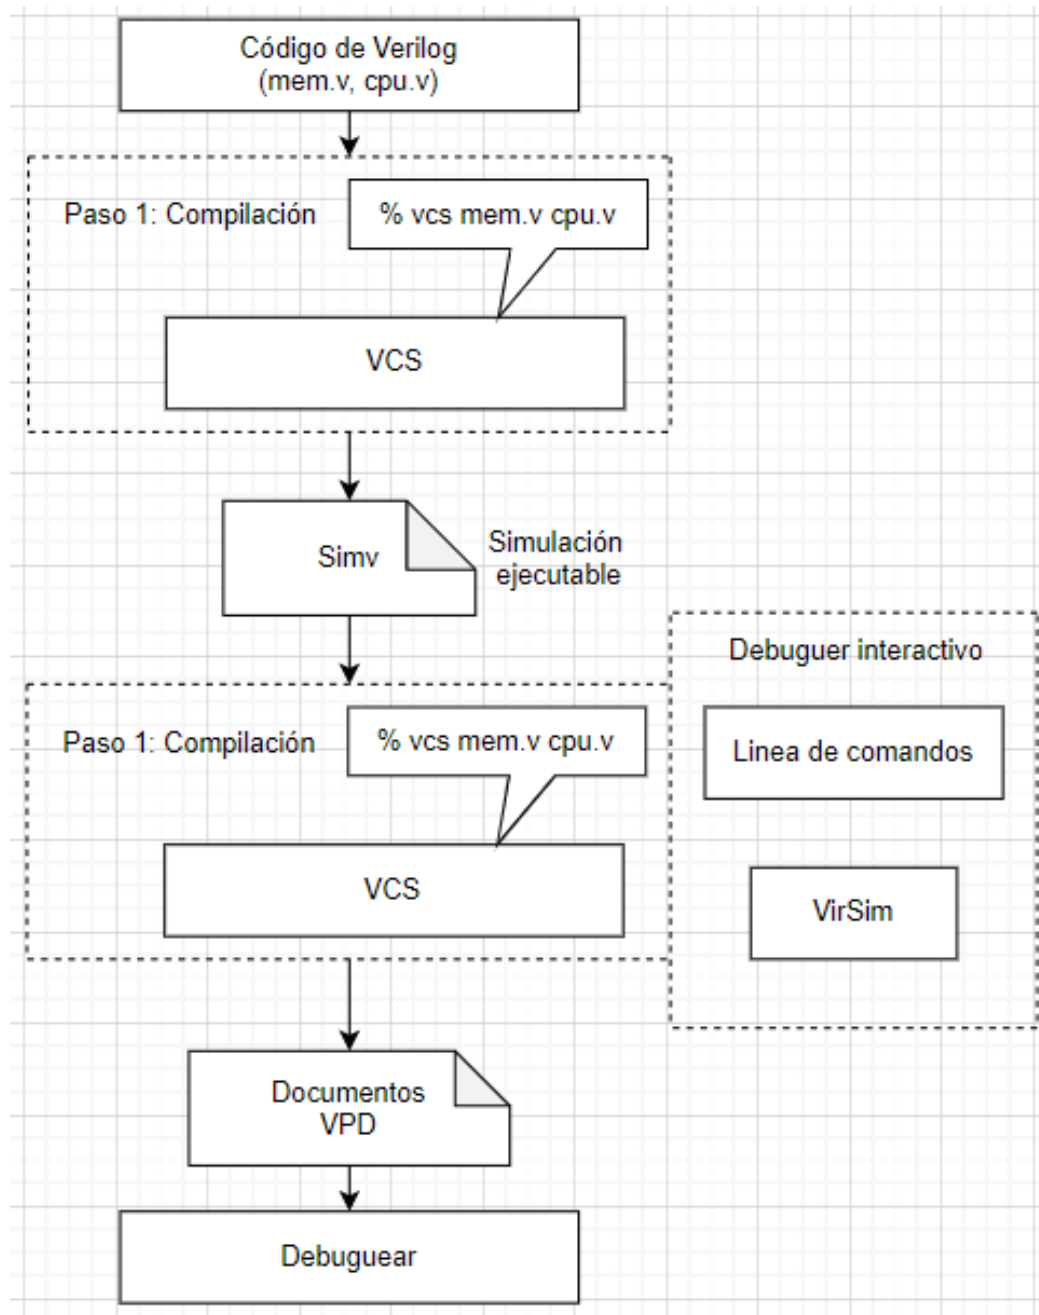 Código de Verilog
(mem.v, cpu.v)
Paso 1: Compilación
% vcs mem.v cpu.v
VCS
Simv
Simulación
ejecutable
Paso 1: Compilación
% vcs mem.v cpu.v
VCS
Debuguer interactivo
Linea de comandos
VirSim
Documentos
VPD
Debuguear